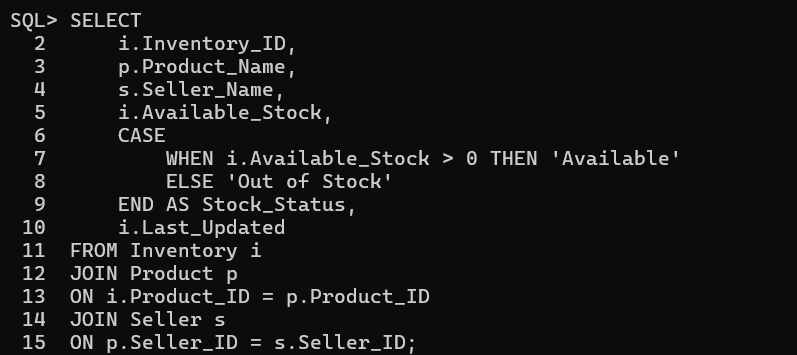 SQL> SELECT
  2      i.Inventory_ID,
  3      p.Product_Name,
  4      s.Seller_Name,
  5      i.Available_Stock,
  6      CASE
  7          WHEN i.Available_Stock > 0 THEN 'Available'
  8          ELSE 'Out of Stock'
  9      END AS Stock_Status,
 10      i.Last_Updated
 11  FROM Inventory i
 12  JOIN Product p
 13  ON i.Product_ID = p.Product_ID
 14  JOIN Seller s
 15  ON p.Seller_ID = s.Seller_ID;